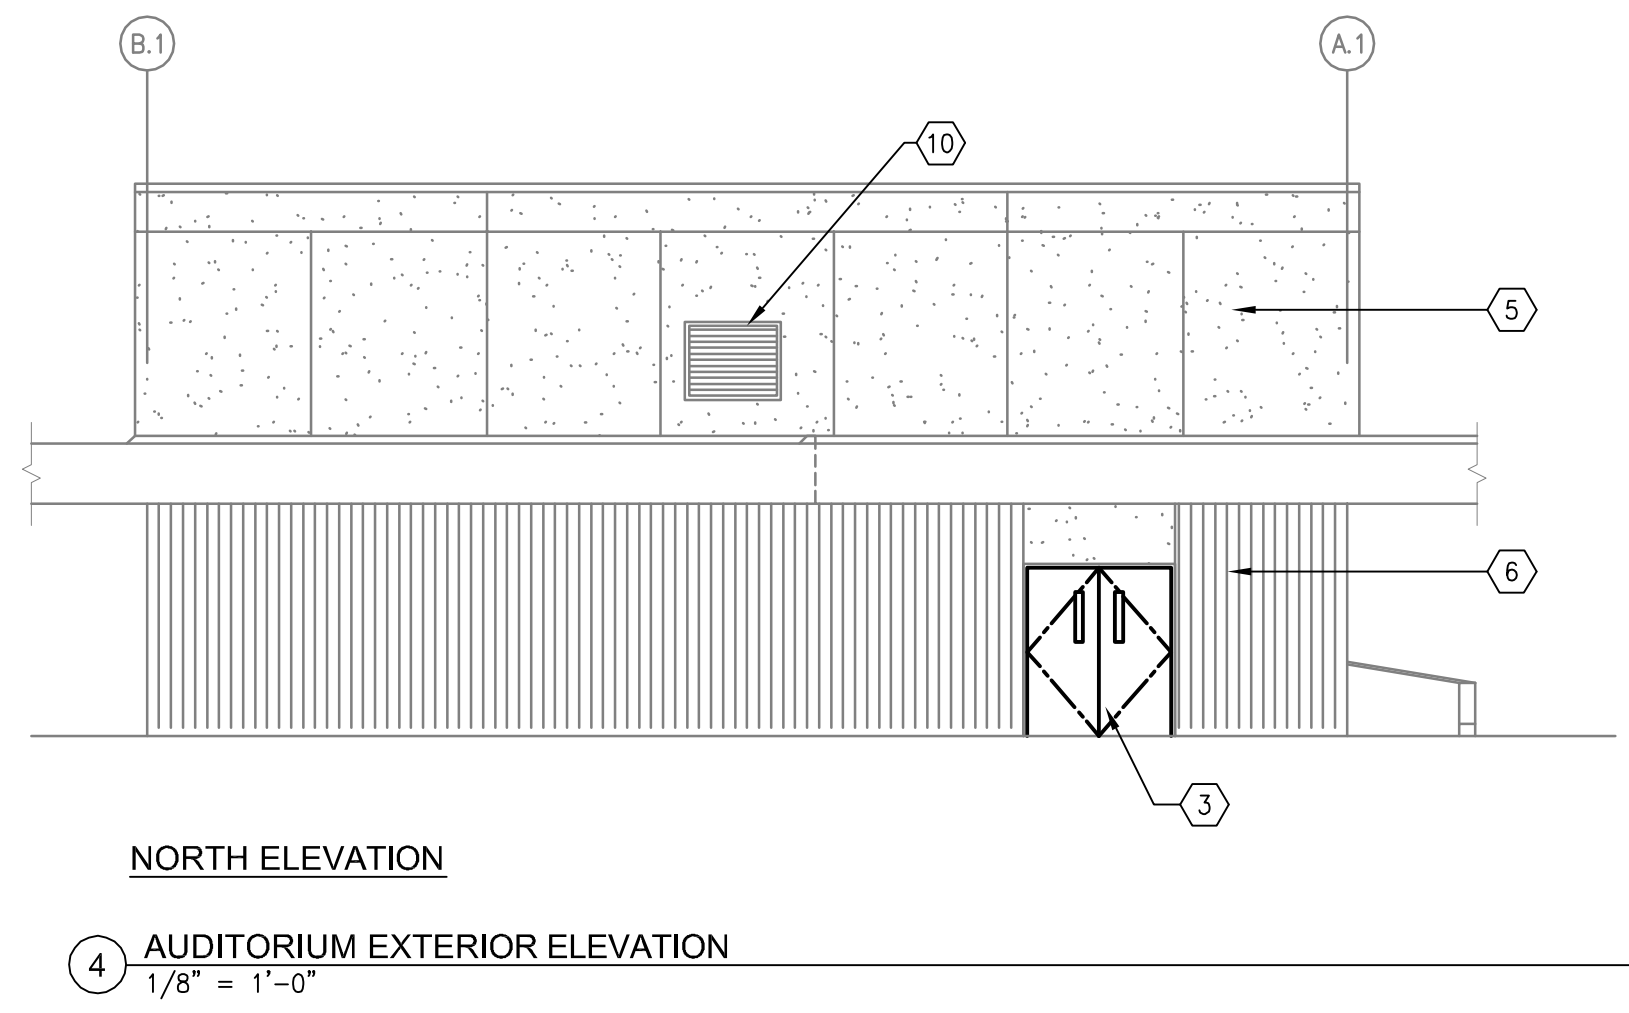 B.1
A.1
10
5
6
3
NORTH ELEVATION
4
AUDITORIUM EXTERIOR ELEVATION
1/8" = 1'-0"